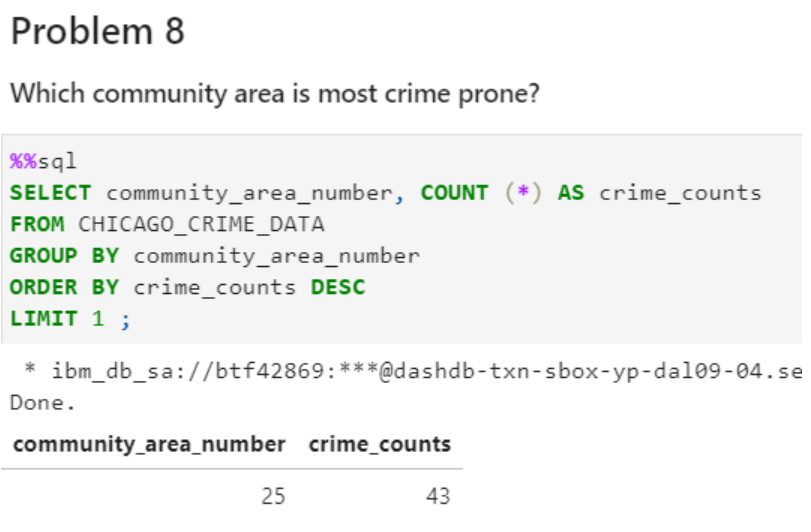 Problem 8
Which community area is most crime prone?
%%sql
SELECT community_area_number, COUNT (*) AS crime_counts
FROM CHICAGO_CRIME_DATA
GROUP BY community_area_number
ORDER BY crime_counts DESC
LIMIT 1 ;
* ibm_db_sa://btf42869:***@dashdb-txn-sbox-yp-dal09-04.se
Done.
community_area_number crime_counts
25 43